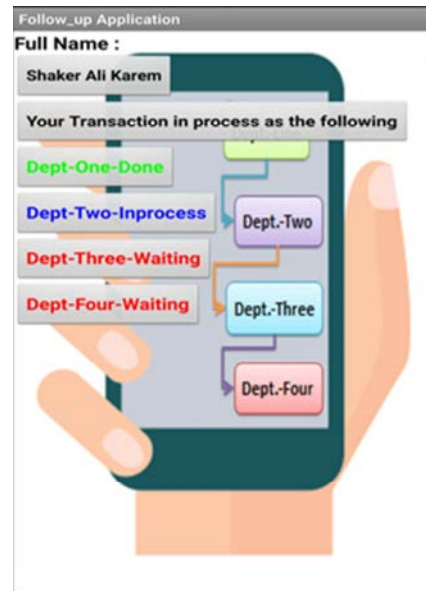 Follow_up Application
Full Name :
Shaker Ali Karem
Your Transaction in process as the following
Dept-One-Done
Dept-Two-Inprocess
Dept.-Two
Dept-Three-Waiting
Dept-Four-Waiting
Dept.-Three
Dept.-Four